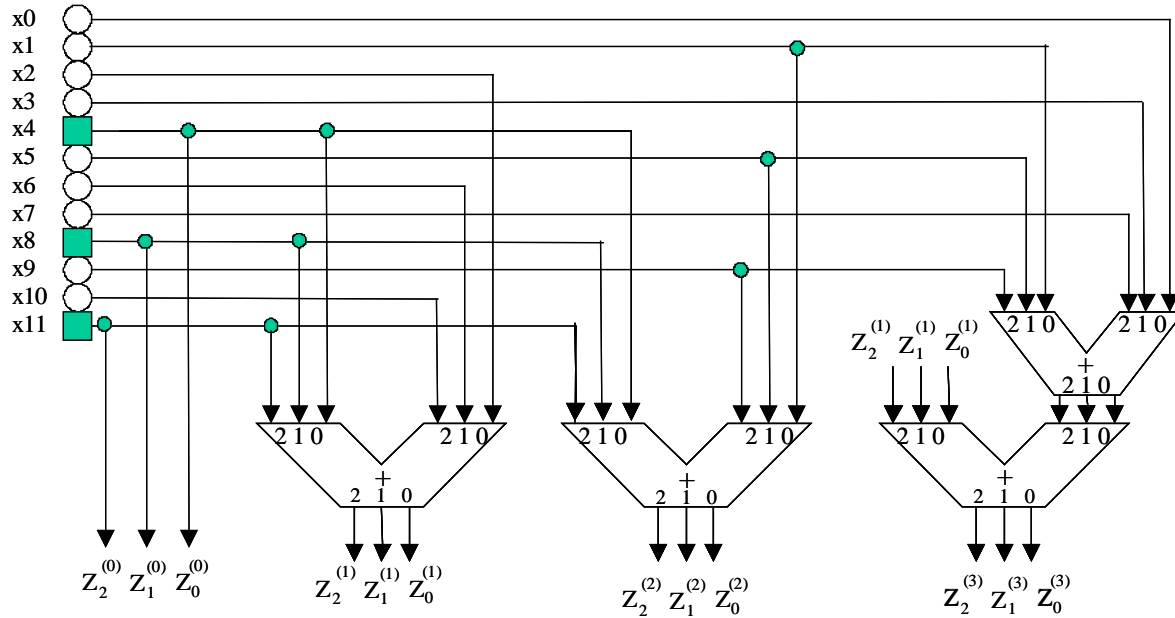 x0
x1
x2
x3
x4
x5
x6
x7
x8
x9
x10
x11
2 1 0
2 1 0
+
2 1 0
Z₂⁽¹⁾ Z₁⁽¹⁾ Z₀⁽¹⁾
2 1 0
2 1 0
+
2 1 0
2 1 0
2 1 0
+
2 1 0
2 1 0
2 1 0
+
2 1 0
Z₂⁽⁰⁾ Z₁⁽⁰⁾ Z₀⁽⁰⁾
Z₂⁽¹⁾ Z₁⁽¹⁾ Z₀⁽¹⁾
Z₂⁽²⁾ Z₁⁽²⁾ Z₀⁽²⁾
Z₂⁽³⁾ Z₁⁽³⁾ Z₀⁽³⁾